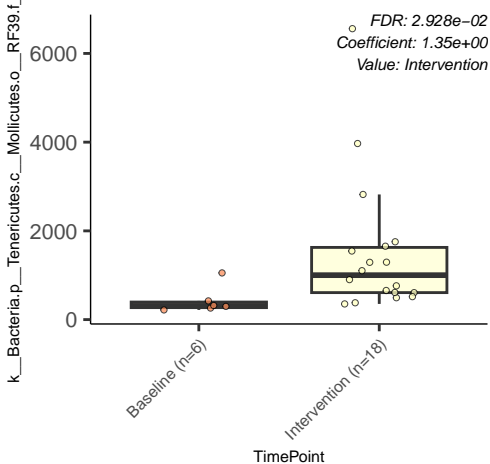 FDR: 2.928e−02
Coefficient: 1.35e+00
Value: Intervention
k__Bacteria.p__Tenericutes.c__Mollicutes.o__RF39.f_
6000
4000
2000
0
Baseline (n=6)
Intervention (n=18)
TimePoint